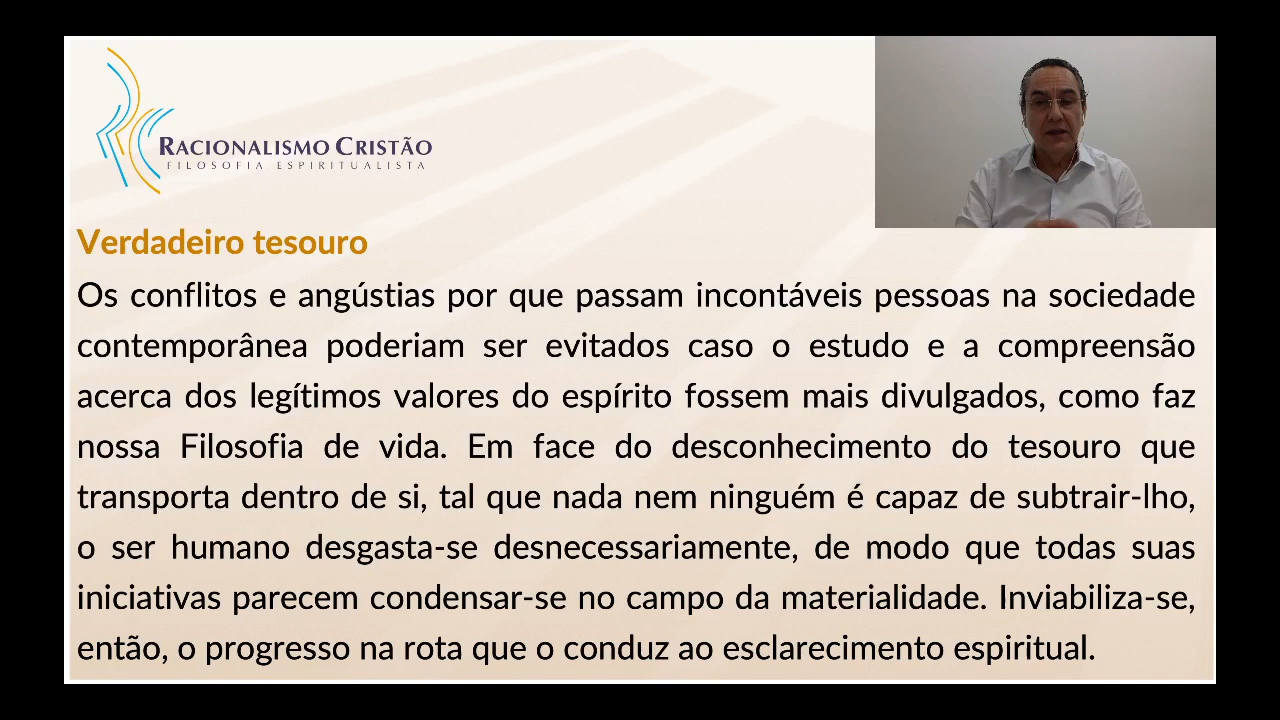 RACIONALISMO CRISTÃO
FILOSOFIA ESPIRITUALISTA
Verdadeiro tesouro
Os conflitos e angústias por que passam incontáveis pessoas na sociedade
contemporânea poderiam ser evitados caso o estudo e a compreensão
acerca dos legítimos valores do espírito fossem mais divulgados, como faz
nossa Filosofia de vida. Em face do desconhecimento do tesouro que
transporta dentro de si, tal que nada nem ninguém é capaz de subtrair-lho,
o ser humano desgasta-se desnecessariamente, de modo que todas suas
iniciativas parecem condensar-se no campo da materialidade. Inviabiliza-se,
então, o progresso na rota que o conduz ao esclarecimento espiritual.